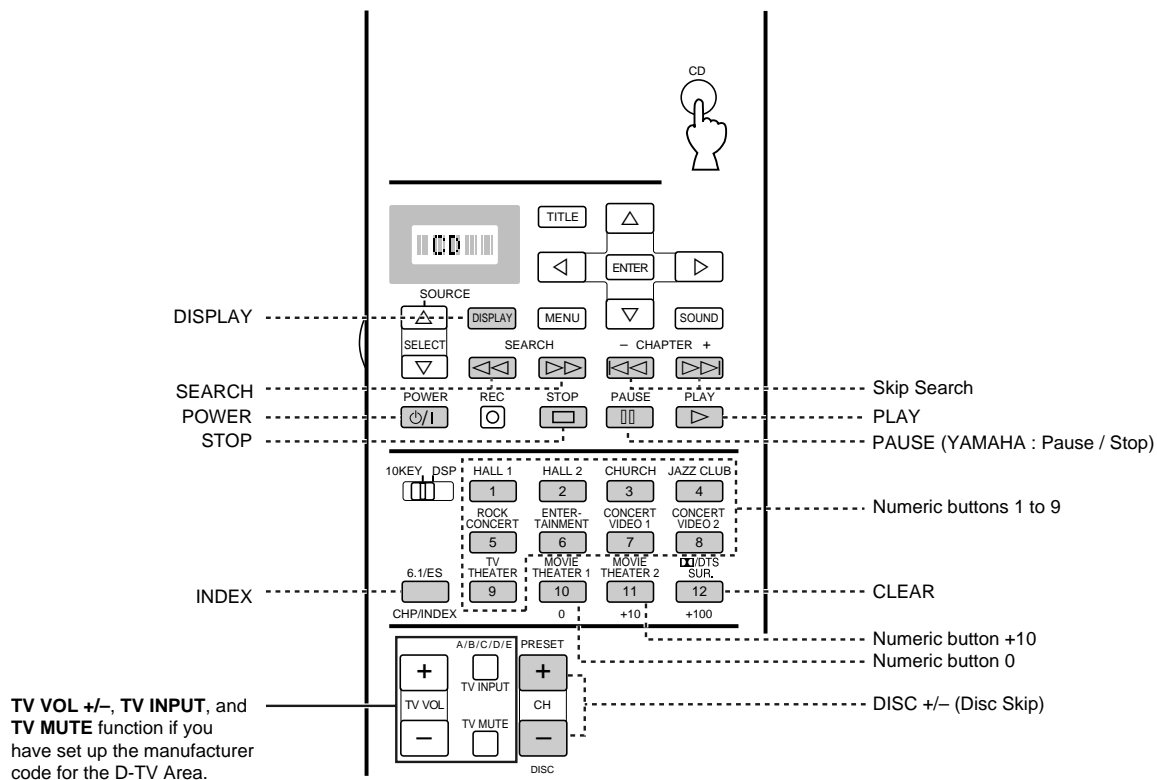 CD
CD
TITLE
ENTER
SOURCE
DISPLAY
DISPLAY
MENU
SOUND
SELECT
SEARCH
– CHAPTER +
SEARCH
Skip Search
POWER
POWER
REC
STOP
PAUSE
PLAY
PLAY
STOP
PAUSE (YAMAHA : Pause / Stop)
10KEY DSP
HALL 1
HALL 2
CHURCH
JAZZ CLUB
1
2
3
4
Numeric buttons 1 to 9
ROCK CONCERT
ENTER-TAINMENT
CONCERT VIDEO 1
CONCERT VIDEO 2
5
6
7
8
6.1/ES
TV THEATER
MOVIE THEATER 1
MOVIE THEATER 2
/DTS SUR.
INDEX
9
10
11
12
CLEAR
CHP/INDEX
0
+10
+100
Numeric button +10
Numeric button 0
A/B/C/D/E
PRESET
+
TV INPUT
+
TV VOL
CH
DISC +/– (Disc Skip)
TV MUTE
–
–
DISC
TV VOL +/–, TV INPUT, and
TV MUTE function if you
have set up the manufacturer
code for the D-TV Area.